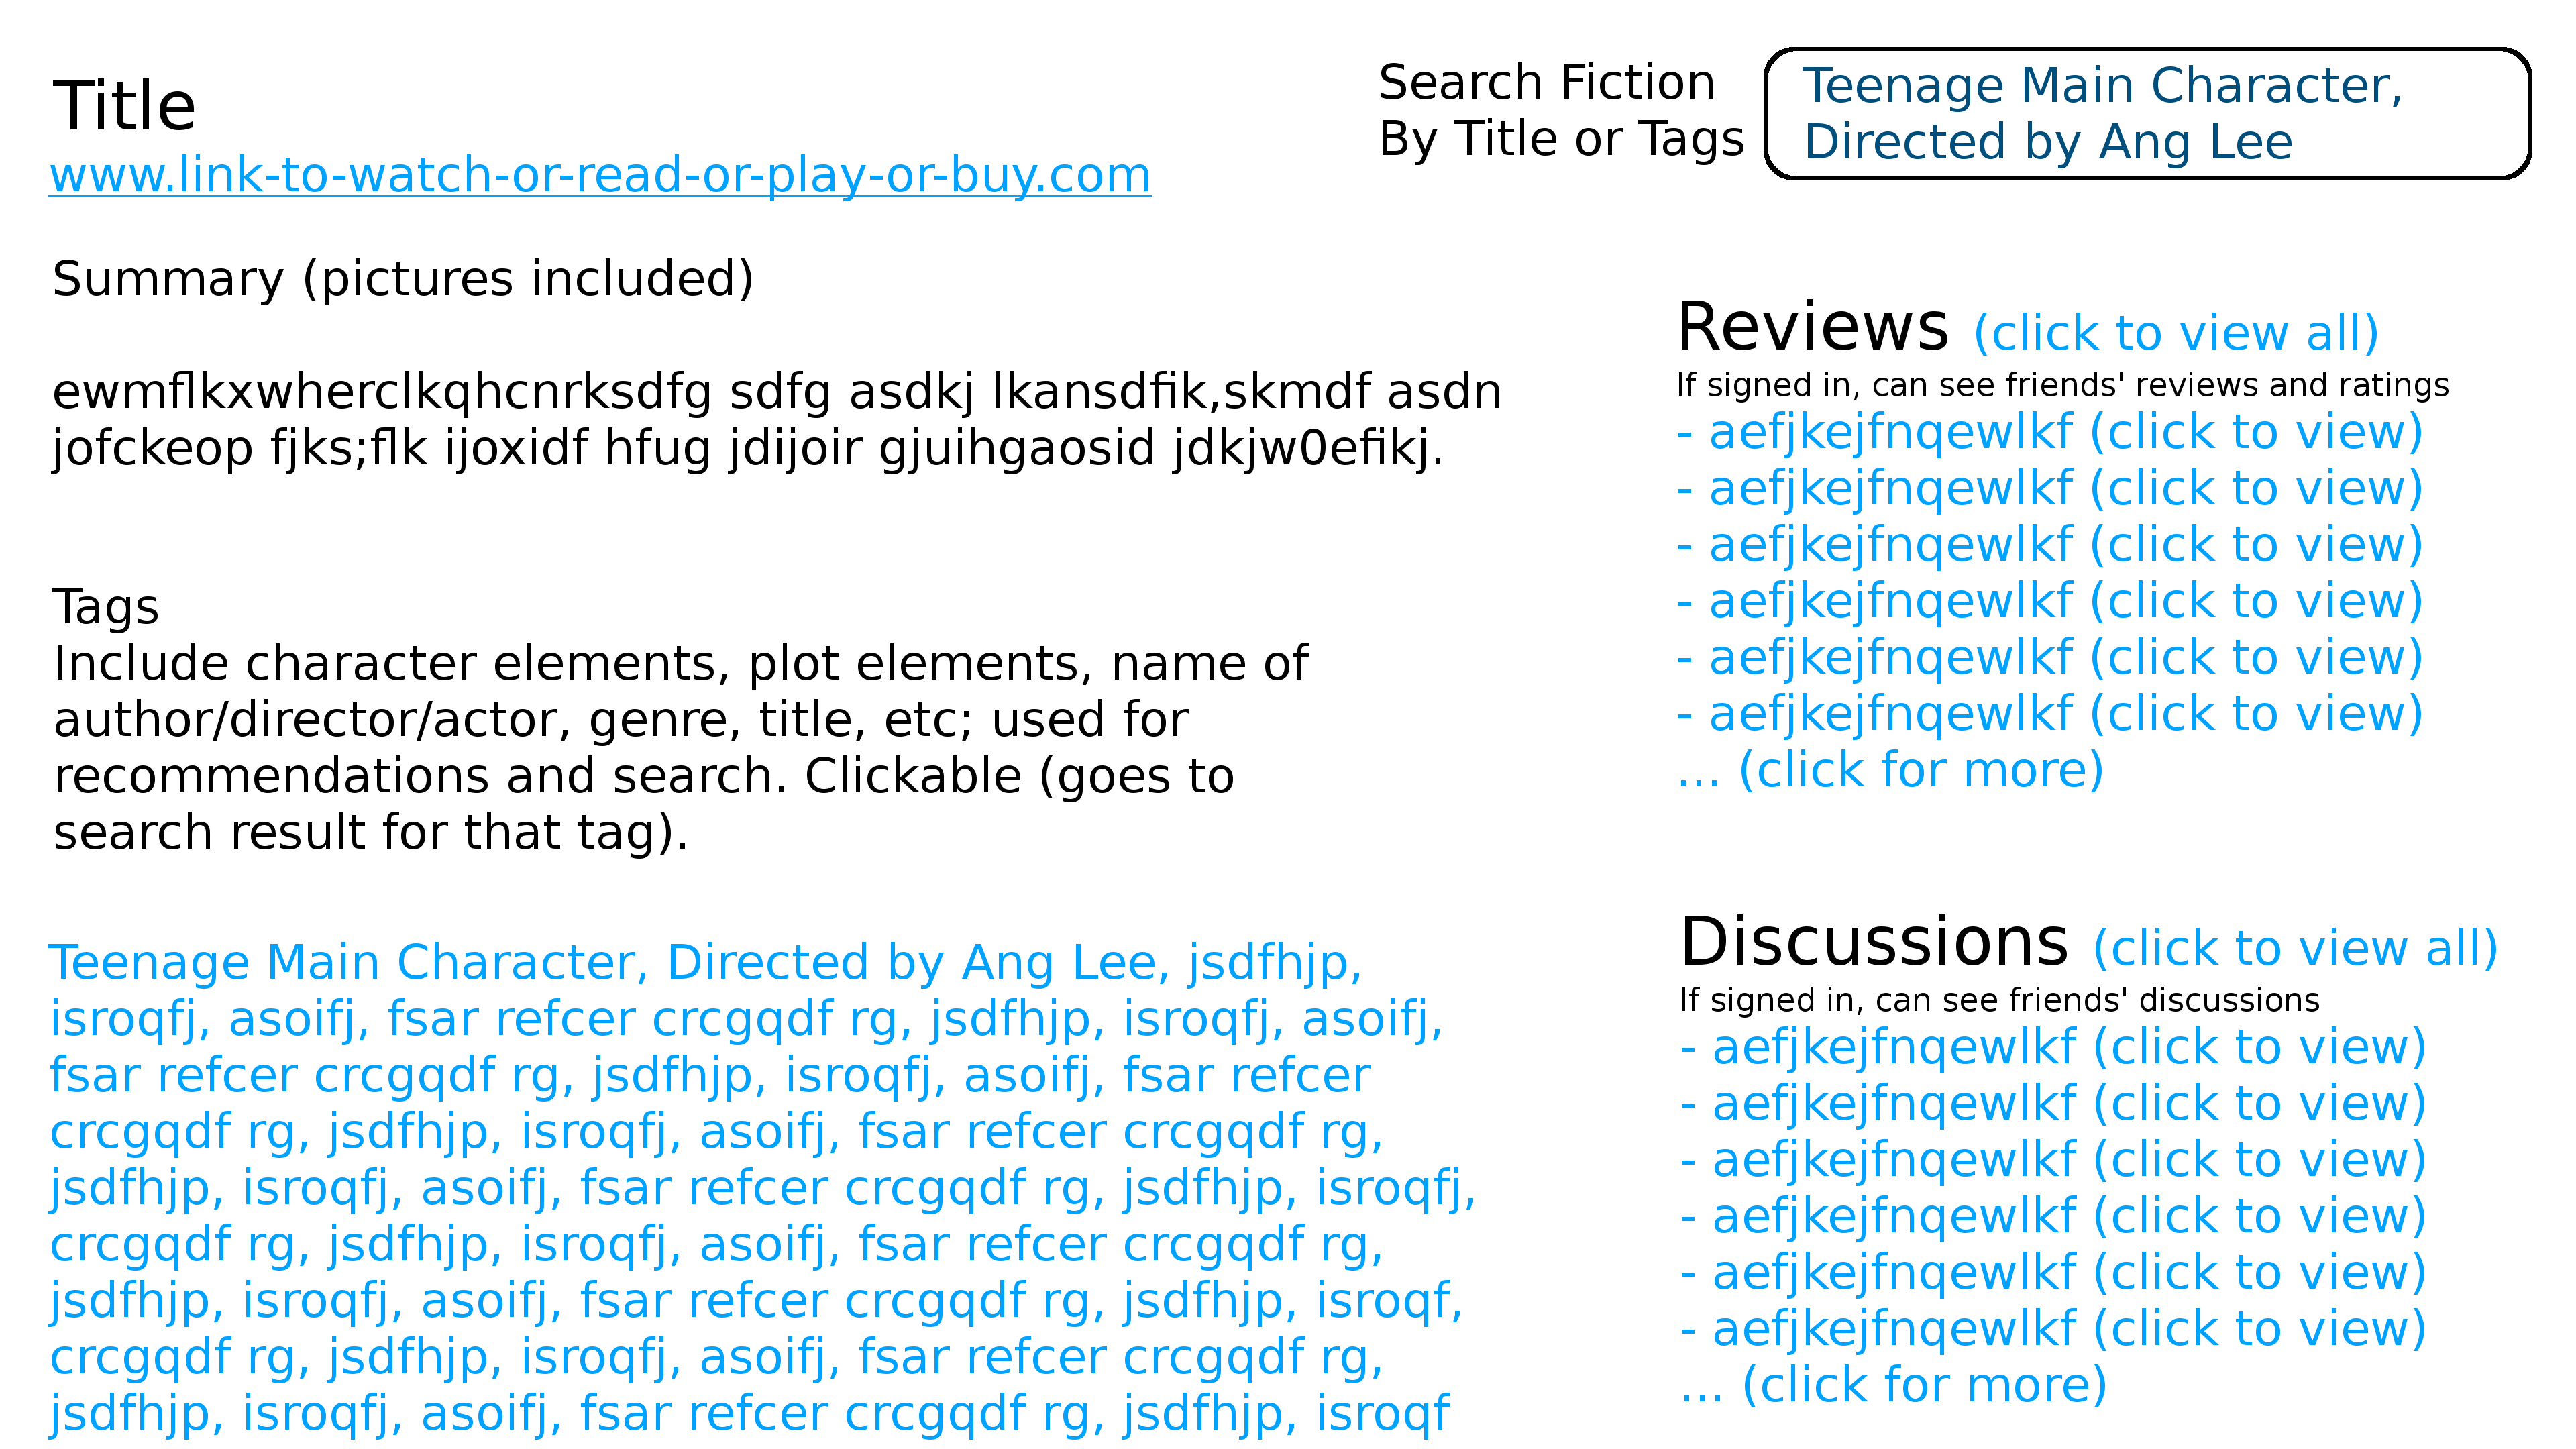 Title
www.link-to-watch-or-read-or-play-or-buy.com
Search Fiction
By Title or Tags
Teenage Main Character,
Directed by Ang Lee
Summary (pictures included)
ewmflkxwherclkqhcnrksdfg sdfg asdkj lkansdfik,skmdf asdn
jofckeop fjks;flk ijoxidf hfug jdijoir gjuihgaosid jdkjw0efikj.
Tags
Include character elements, plot elements, name of
author/director/actor, genre, title, etc; used for
recommendations and search. Clickable (goes to
search result for that tag).
Teenage Main Character, Directed by Ang Lee, jsdfhjp,
isroqfj, asoifj, fsar refcer crcgqdf rg, jsdfhjp, isroqfj, asoifj,
fsar refcer crcgqdf rg, jsdfhjp, isroqfj, asoifj, fsar refcer
crcgqdf rg, jsdfhjp, isroqfj, asoifj, fsar refcer crcgqdf rg,
jsdfhjp, isroqfj, asoifj, fsar refcer crcgqdf rg, jsdfhjp, isroqfj,
crcgqdf rg, jsdfhjp, isroqfj, asoifj, fsar refcer crcgqdf rg,
jsdfhjp, isroqfj, asoifj, fsar refcer crcgqdf rg, jsdfhjp, isroqf,
crcgqdf rg, jsdfhjp, isroqfj, asoifj, fsar refcer crcgqdf rg,
jsdfhjp, isroqfj, asoifj, fsar refcer crcgqdf rg, jsdfhjp, isroqf
Reviews (click to view all)
If signed in, can see friends' reviews and ratings
- aefjkejfnqewlkf (click to view)
- aefjkejfnqewlkf (click to view)
- aefjkejfnqewlkf (click to view)
- aefjkejfnqewlkf (click to view)
- aefjkejfnqewlkf (click to view)
- aefjkejfnqewlkf (click to view)
... (click for more)
Discussions (click to view all)
If signed in, can see friends' discussions
- aefjkejfnqewlkf (click to view)
- aefjkejfnqewlkf (click to view)
- aefjkejfnqewlkf (click to view)
- aefjkejfnqewlkf (click to view)
- aefjkejfnqewlkf (click to view)
- aefjkejfnqewlkf (click to view)
... (click for more)